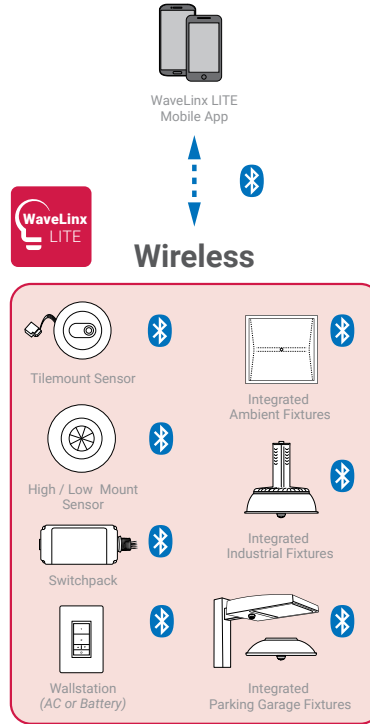 WaveLinx LITE
Mobile App
WaveLinx
LITE
Wireless
Tilemount Sensor
Integrated
Ambient Fixtures
High / Low Mount
Sensor
Integrated
Industrial Fixtures
Switchpack
Wallstation
(AC or Battery)
Integrated
Parking Garage Fixtures